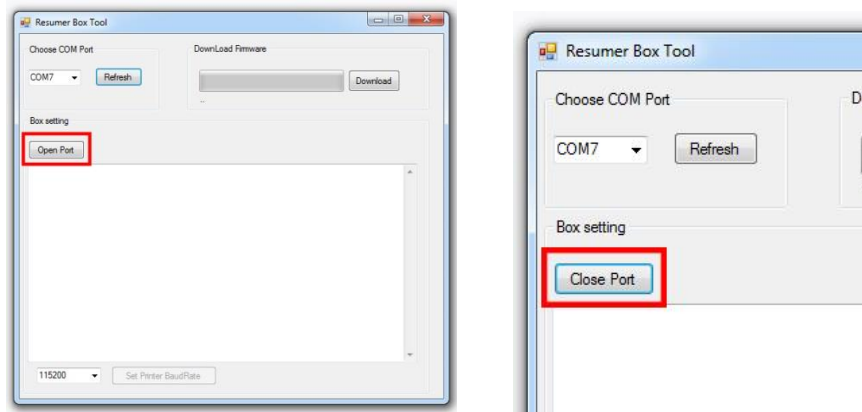 Resumer Box Tool
Choose COM Port
DownLoad Firmware
COM7
Refresh
Download
...
Box setting
Open Port
115200
Set Printer BaudRate
Resumer Box Tool
Choose COM Port
D
COM7
Refresh
Box setting
Close Port